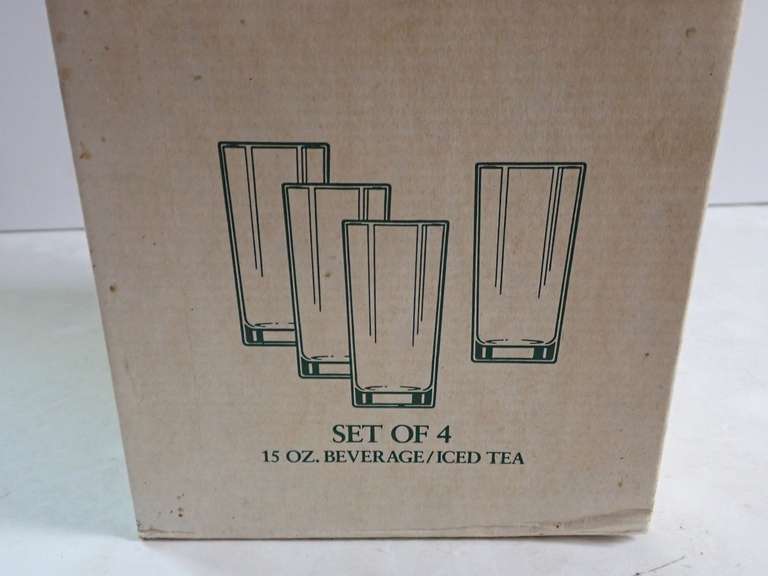 SET OF 4
15 OZ. BEVERAGE/ICED TEA